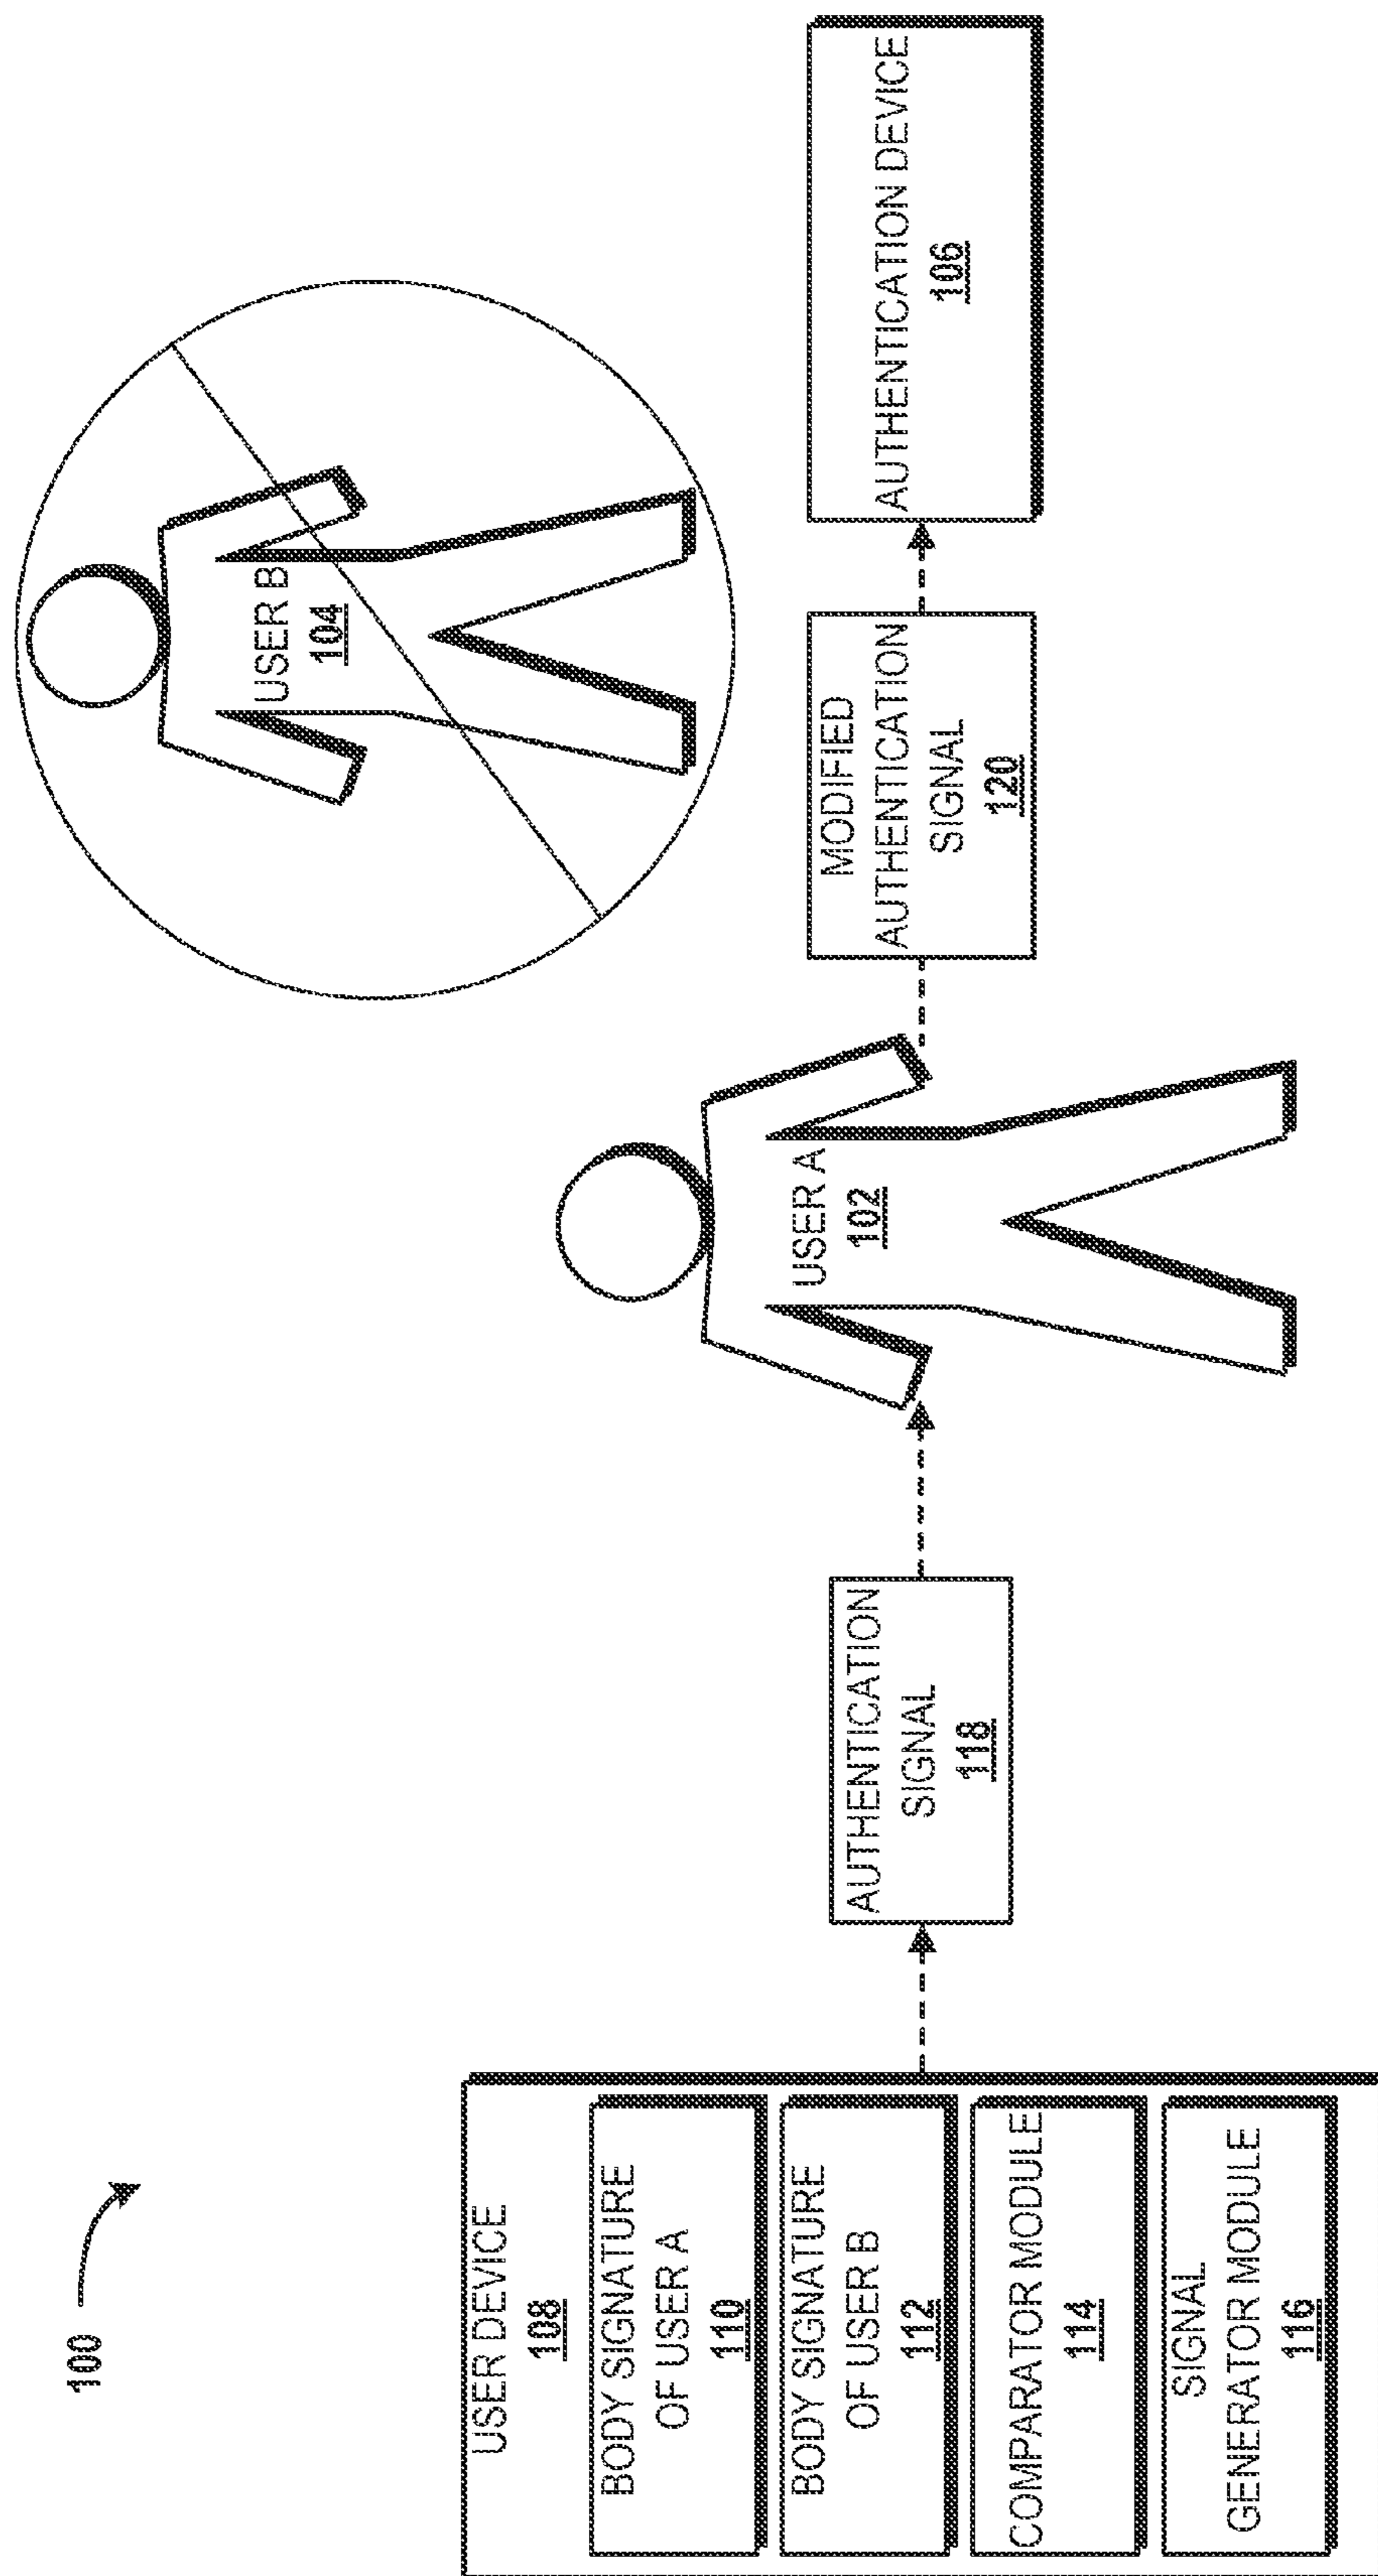 100
USER DEVICE
108
BODY SIGNATURE
OF USER A
110
BODY SIGNATURE
OF USER B
112
COMPARATOR MODULE
114
SIGNAL
GENERATOR MODULE
116
AUTHENTICATION
SIGNAL
118
USER A
102
USER B
104
MODIFIED
AUTHENTICATION
SIGNAL
120
AUTHENTICATION DEVICE
106